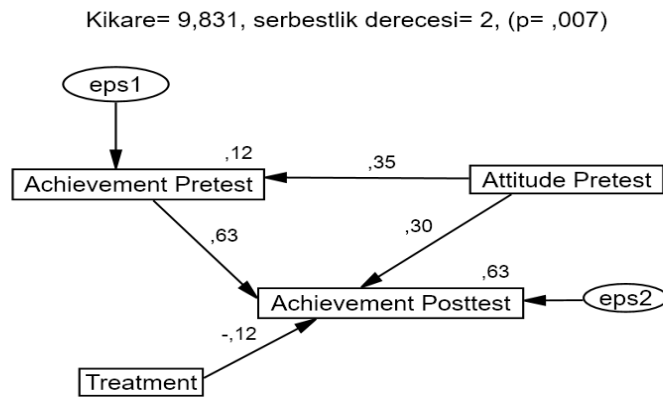 Kikare= 9,831, serbestlik derecesi= 2, (p= ,007)
eps1
,12
,35
Achievement Pretest
Attitude Pretest
,63
,30
,63
Achievement Posttest
eps2
-,12
Treatment